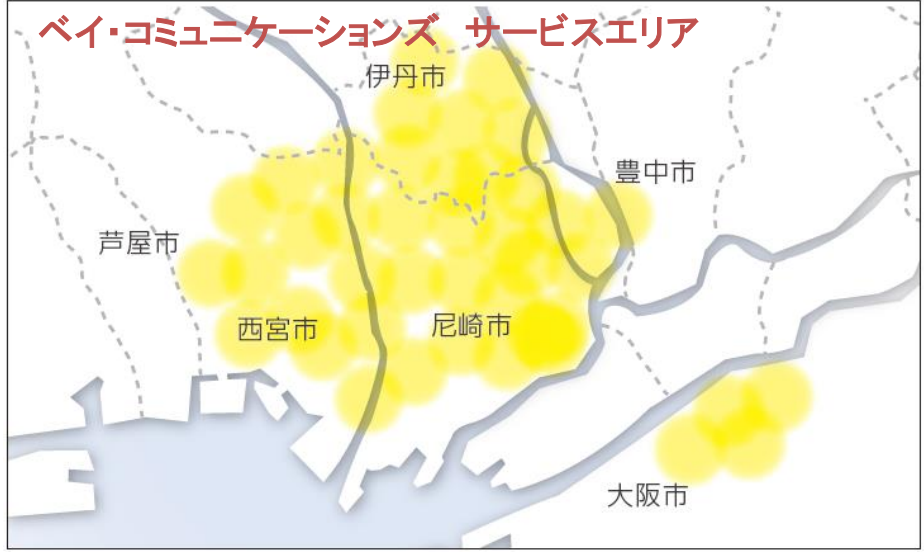 ベイ・コミュニケーションズ　サービスエリア
伊丹市
豊中市
芦屋市
西宮市
尼崎市
大阪市